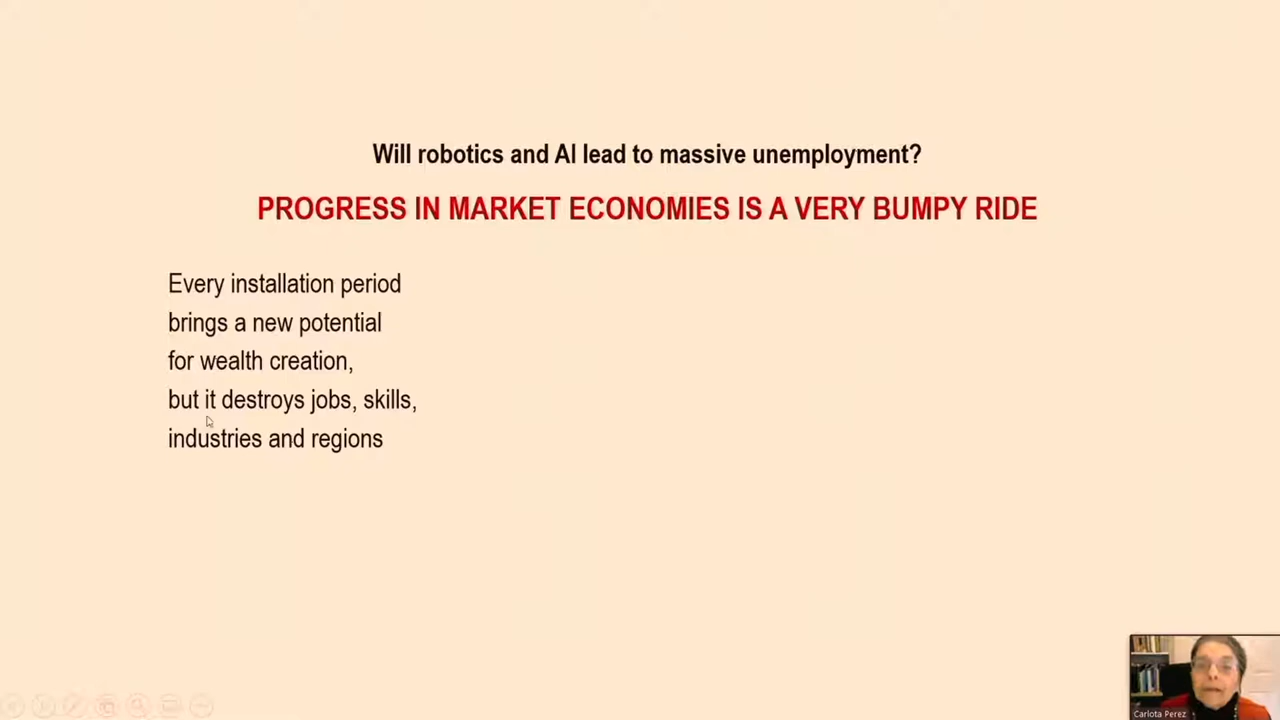 Will robotics and AI lead to massive unemployment?
PROGRESS IN MARKET ECONOMIES IS A VERY BUMPY RIDE
Every installation period
brings a new potential
for wealth creation,
but it destroys jobs, skills,
industries and regions
Carlota Perez